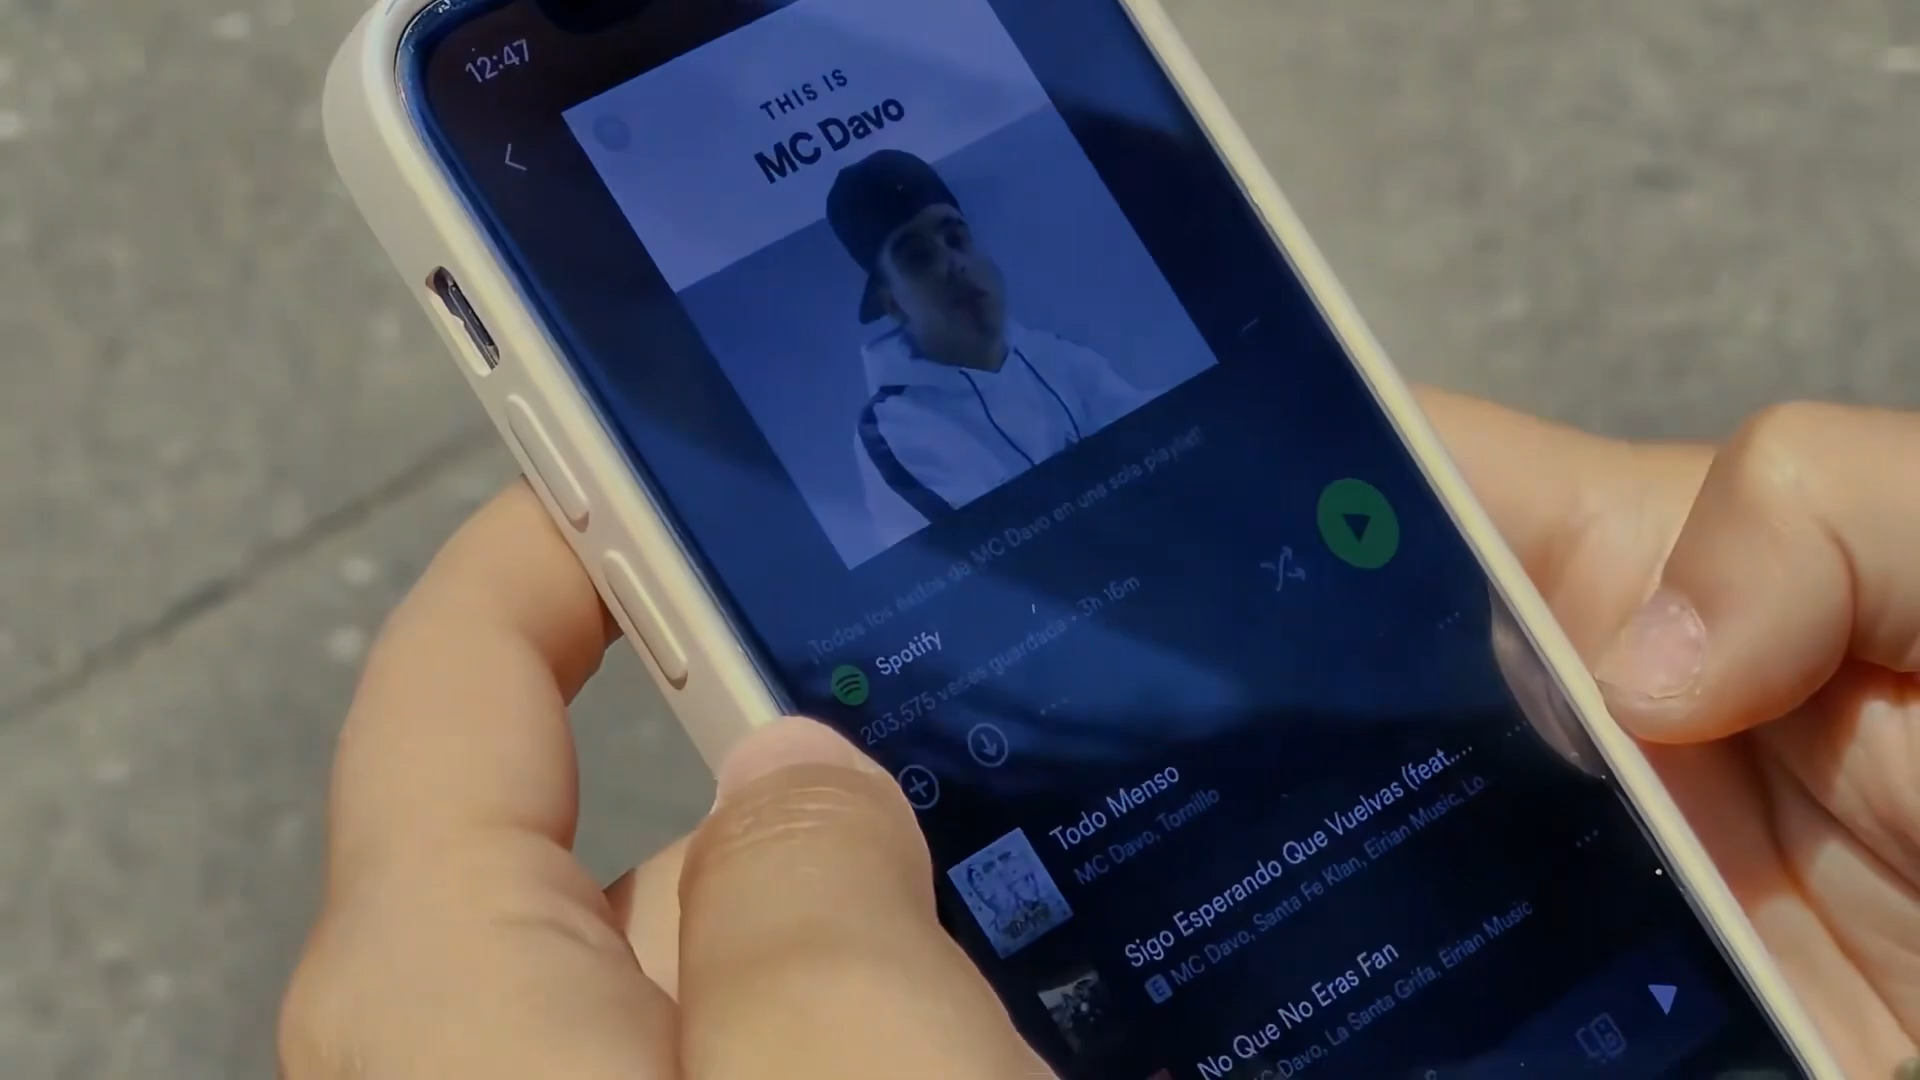 12:47
THIS IS
MC Davo
Todos los éxitos de MC Davo en una sola playlist
Spotify
203,575 veces guardada • 3h 16m
Todo Menso
MC Davo, Tornillo
Sigo Esperando Que Vuelvas (feat....
E MC Davo, Santa Fe Klan, Eirian Music, Lo...
No Que No Eras Fan
MC Davo, La Santa Grifa, Eirian Music